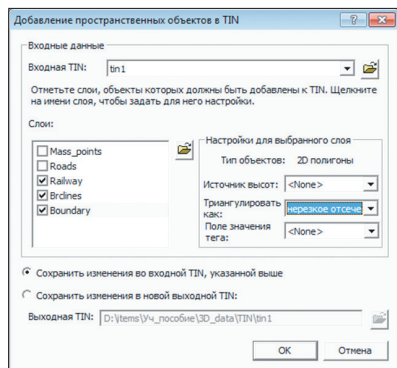 Добавление пространственных объектов в TIN
Входные данные
Входная TIN: tin1
Отметьте слои, объекты которых должны быть добавлены к TIN. Щелкните
на имени слоя, чтобы задать для него настройки.
Слои:
Mass_points
Roads
Railway
Brclines
Boundary
Настройки для выбранного слоя
Тип объектов: 2D полигоны
Источник высот: <None>
Триангулировать
как: нерезкое отсече
Поле значения
тега: <None>
Сохранить изменения во входной TIN, указанной выше
Сохранить изменения в новой выходной TIN:
Выходная TIN: D:\items\Уч_пособие\3D_data\TIN\tin1
OK Отмена